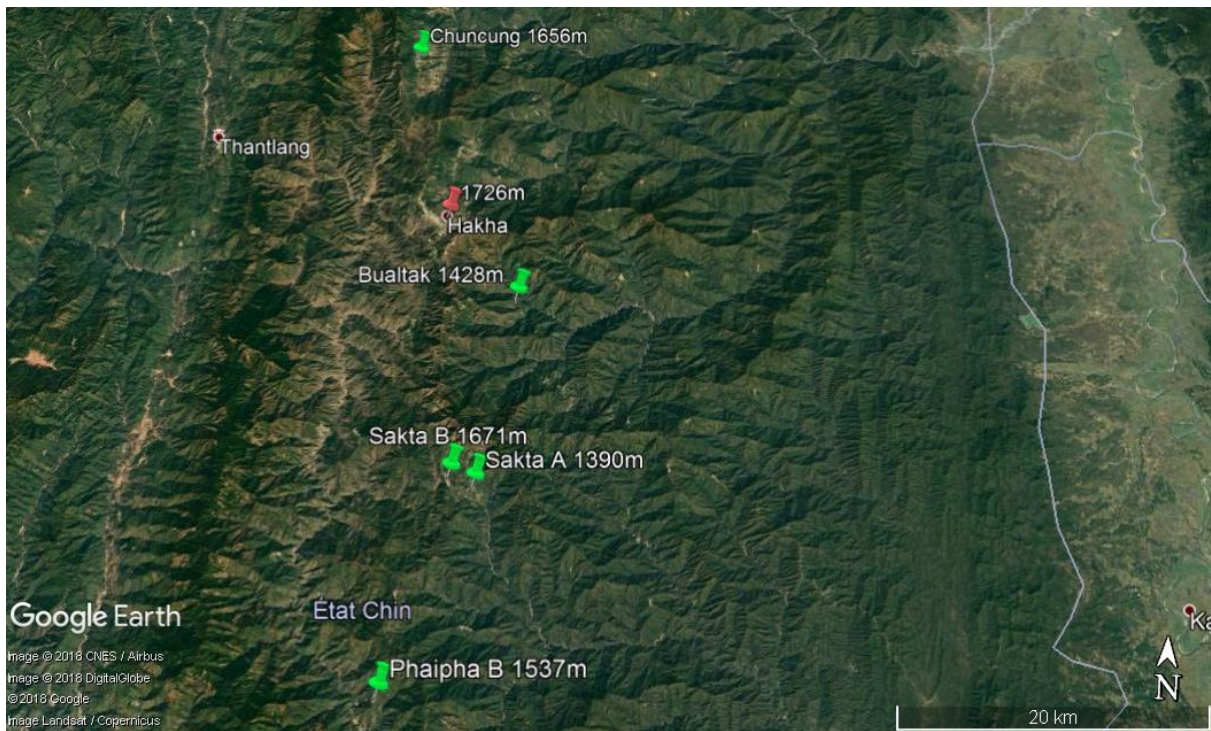 Chuncung 1656m
Thantlang
1726m
Hakha
Bualtak 1428m
Sakta B 1671m
Sakta A 1390m
État Chin
Google Earth
Phaipha B 1537m
Image © 2018 CNES / Airbus
Image © 2018 DigitalGlobe
© 2018 Google
Image Landsat / Copernicus
20 km
N